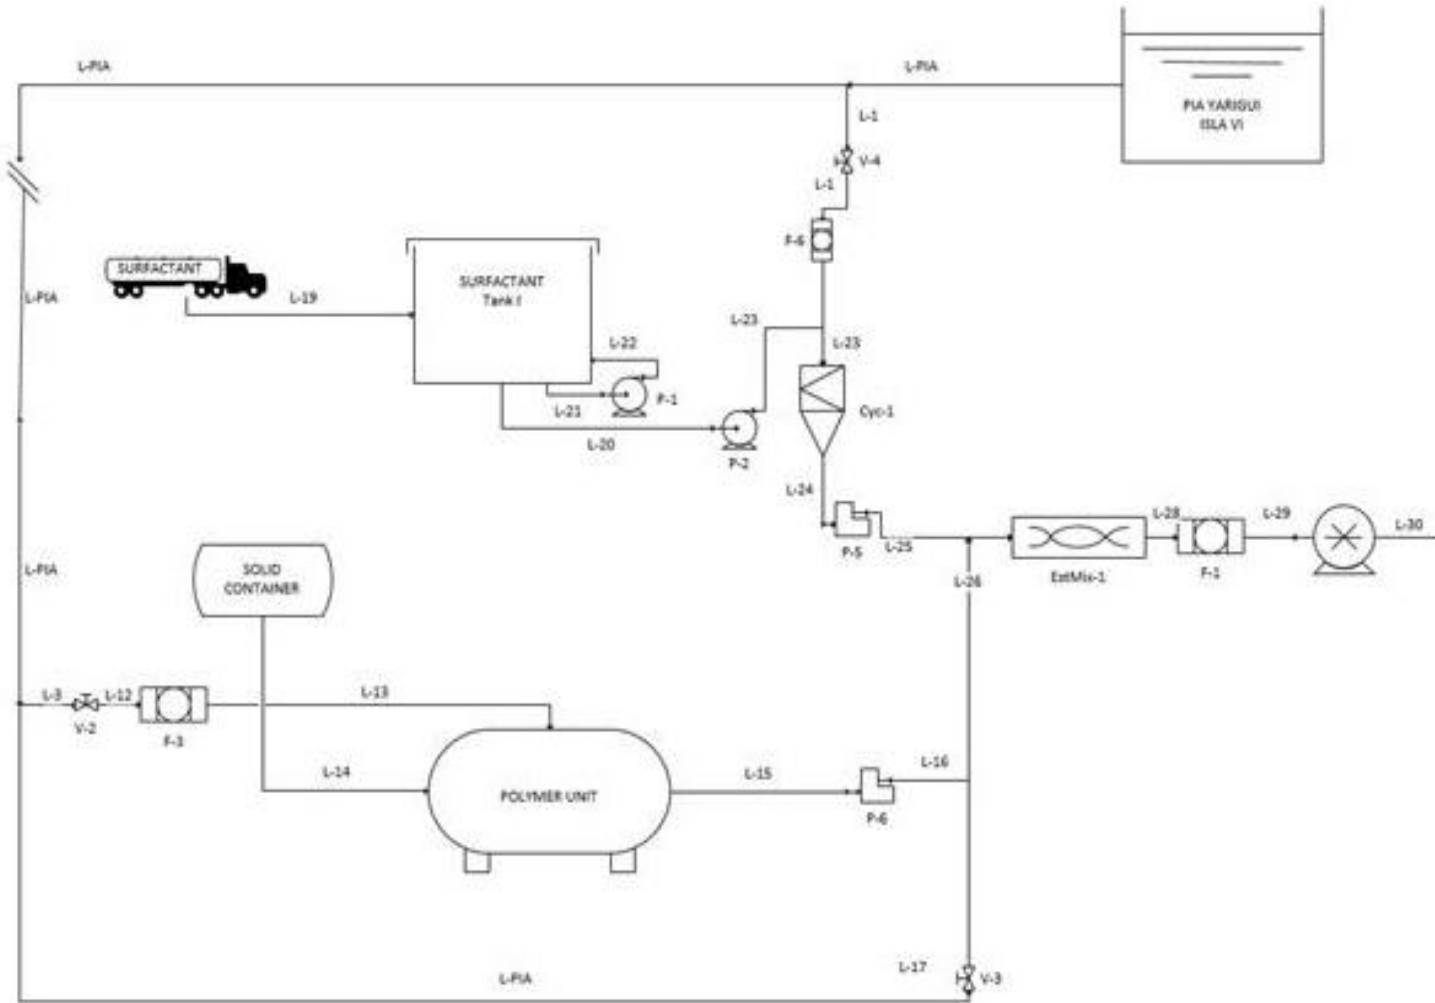 L-PIA
L-PIA
PIA YARIGUI
ISLA VI
L-1
V-4
L-1
F-6
SURFACTANT
L-PIA
L-19
SURFACTANT
Tank I
L-23
L-23
L-22
P-1
L-21
L-20
P-2
Cyc-1
L-24
P-5
L-25
L-28
L-29
L-30
EstMix-1
F-1
L-26
L-PIA
SOLID
CONTAINER
L-3
L-12
V-2
F-3
L-13
L-14
POLYMER UNIT
L-15
L-16
P-6
L-17
V-3
L-PIA